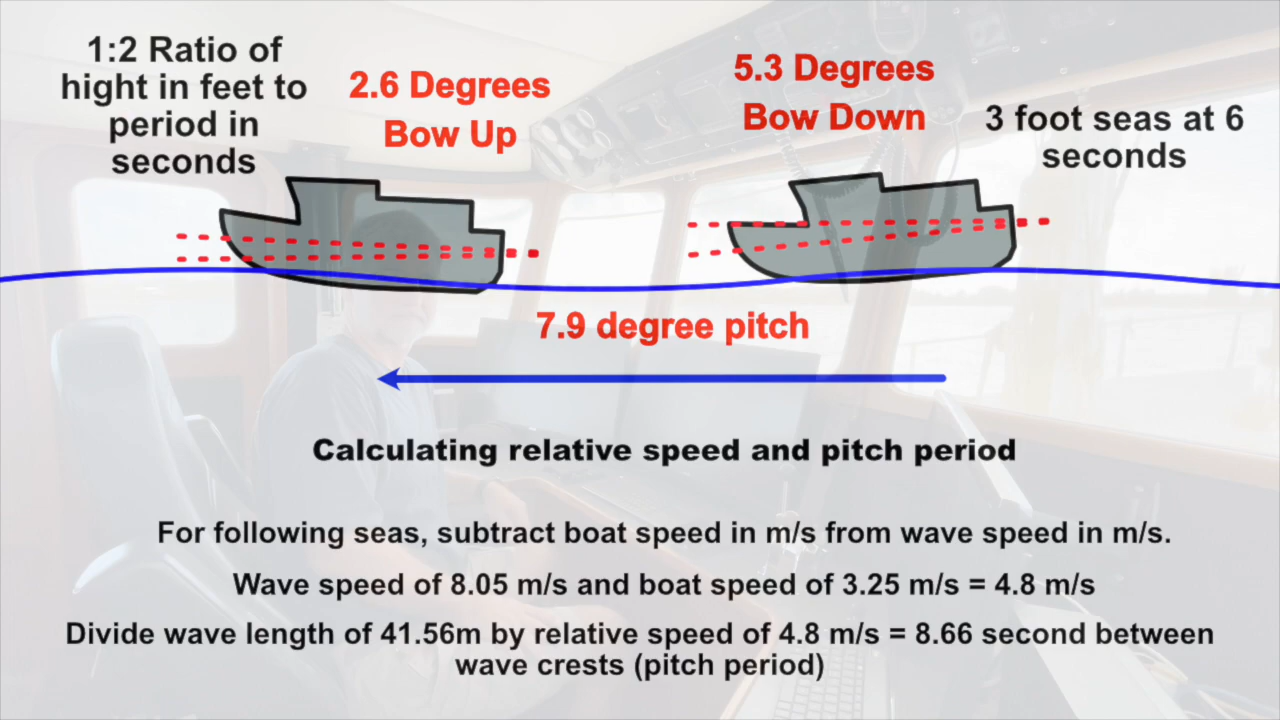 1:2 Ratio of
hight in feet to
period in
seconds
2.6 Degrees
Bow Up
5.3 Degrees
Bow Down
3 foot seas at 6
seconds
7.9 degree pitch
Calculating relative speed and pitch period
For following seas, subtract boat speed in m/s from wave speed in m/s.
Wave speed of 8.05 m/s and boat speed of 3.25 m/s = 4.8 m/s
Divide wave length of 41.56m by relative speed of 4.8 m/s = 8.66 second between
wave crests (pitch period)